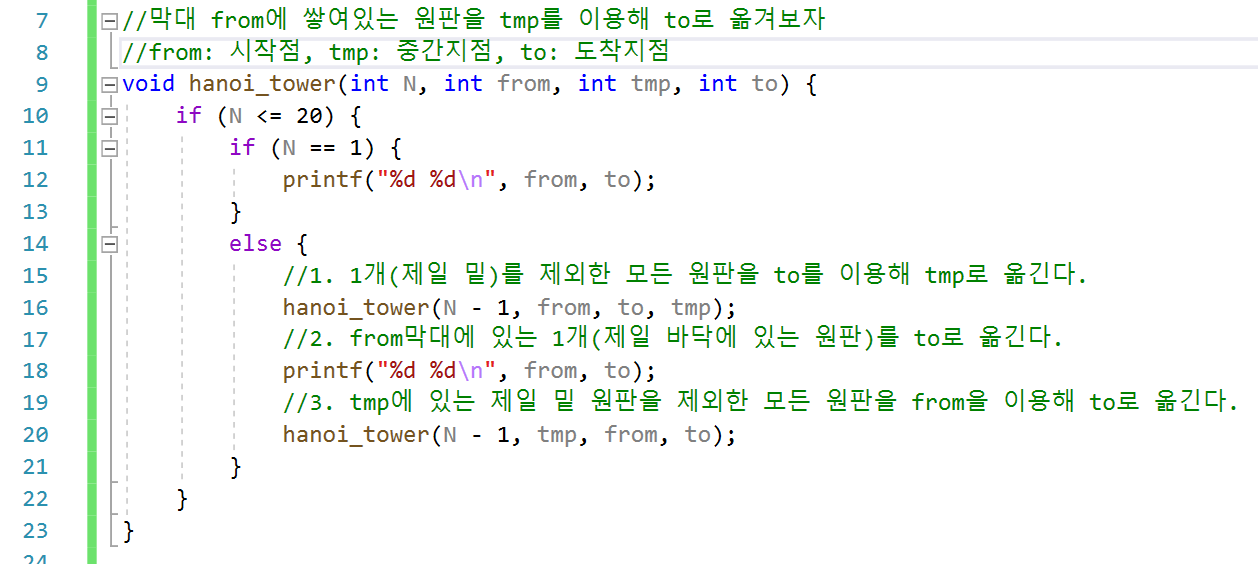 7 //막대 from에 쌓여있는 원판을 tmp를 이용해 to로 옮겨보자
8 //from: 시작점, tmp: 중간지점, to: 도착지점
9 void hanoi_tower(int N, int from, int tmp, int to) {
10 if (N <= 20) {
11 if (N == 1) {
12 printf("%d %d\n", from, to);
13 }
14 else {
15 //1. 1개(제일 밑)를 제외한 모든 원판을 to를 이용해 tmp로 옮긴다.
16 hanoi_tower(N - 1, from, to, tmp);
17 //2. from막대에 있는 1개(제일 바닥에 있는 원판)를 to로 옮긴다.
18 printf("%d %d\n", from, to);
19 //3. tmp에 있는 제일 밑 원판을 제외한 모든 원판을 from을 이용해 to로 옮긴다.
20 hanoi_tower(N - 1, tmp, from, to);
21 }
22 }
23 }
24